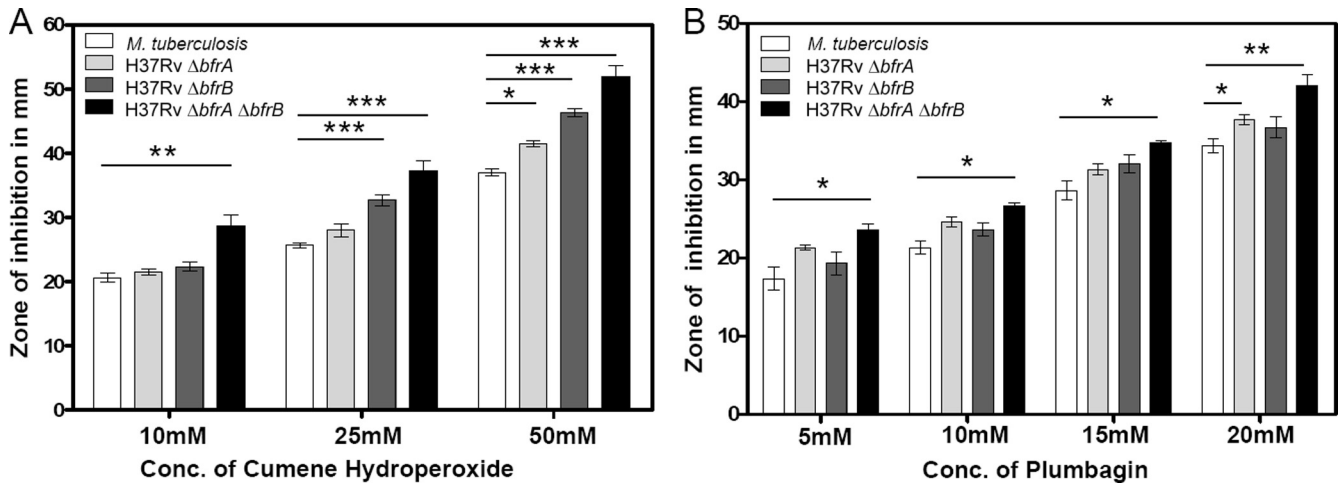 A
Zone of inhibition in mm
60
50
40
30
20
10
0
M. tuberculosis
H37Rv ΔbfrA
H37Rv ΔbfrB
H37Rv ΔbfrA ΔbfrB
**
***
***
***
***
*
10mM 25mM 50mM
Conc. of Cumene Hydroperoxide
B
Zone of inhibition in mm
50
40
30
20
10
0
M. tuberculosis
H37Rv ΔbfrA
H37Rv ΔbfrB
H37Rv ΔbfrA ΔbfrB
*
*
*
**
*
5mM 10mM 15mM 20mM
Conc. of Plumbagin